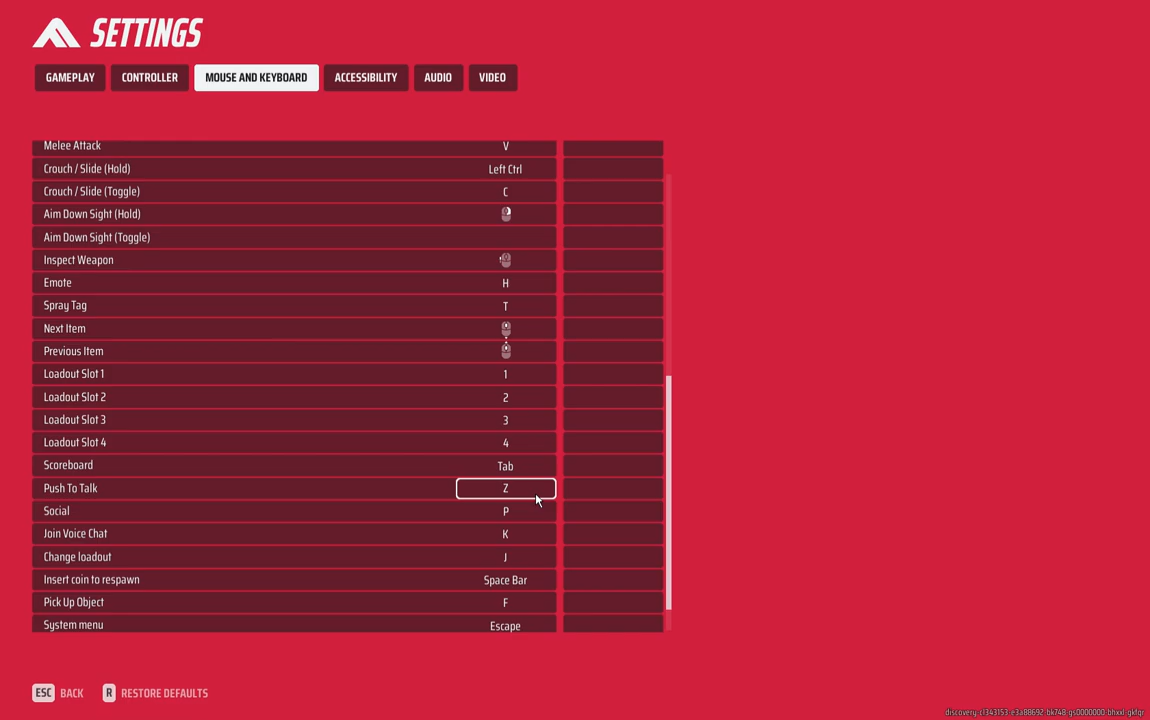 SETTINGS
GAMEPLAY CONTROLLER MOUSE AND KEYBOARD ACCESSIBILITY AUDIO VIDEO
Melee Attack V
Crouch / Slide (Hold) Left Ctrl
Crouch / Slide (Toggle) C
Aim Down Sight (Hold)
Aim Down Sight (Toggle)
Inspect Weapon
Emote H
Spray Tag T
Next Item
Previous Item
Loadout Slot 1 1
Loadout Slot 2 2
Loadout Slot 3 3
Loadout Slot 4 4
Scoreboard Tab
Push To Talk Z
Social P
Join Voice Chat K
Change loadout J
Insert coin to respawn Space Bar
Pick Up Object F
System menu Escape
ESC BACK R RESTORE DEFAULTS